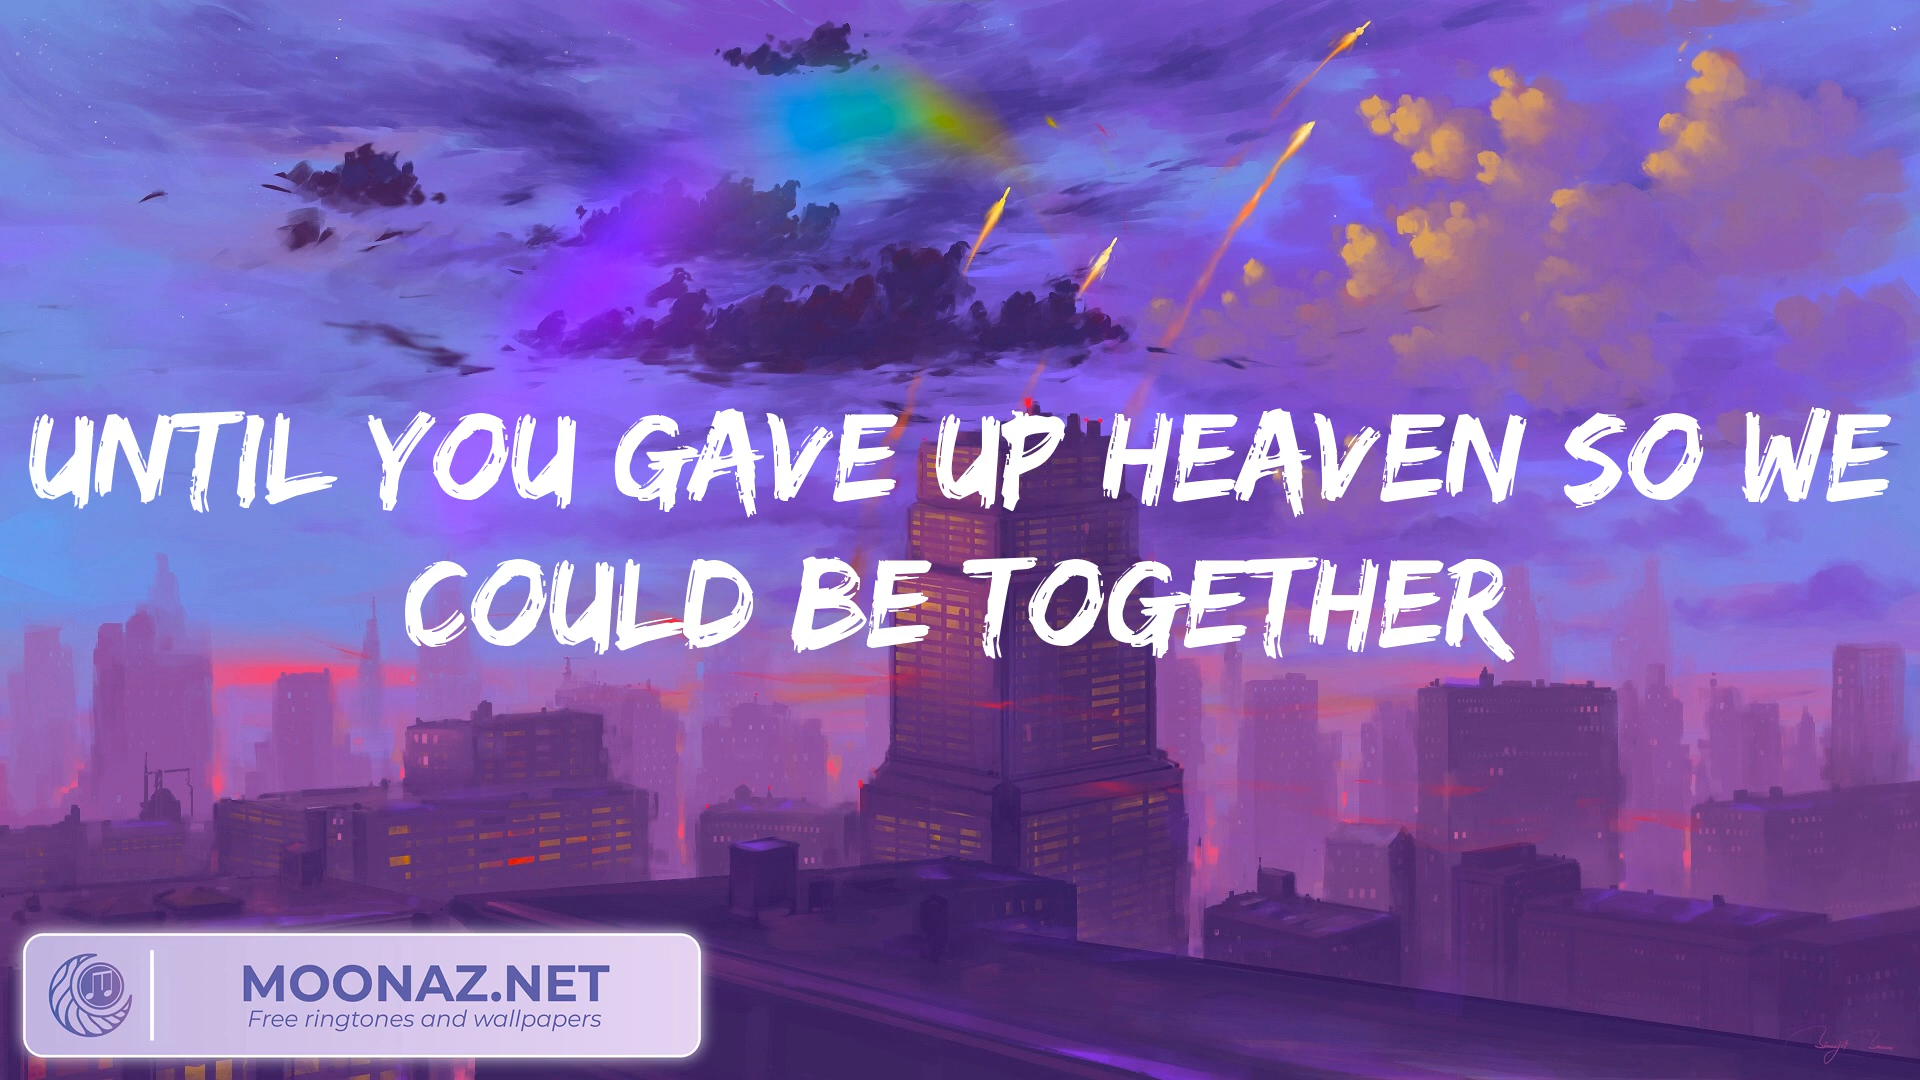 UNTIL YOU GAVE UP HEAVEN SO WE
COULD BE TOGETHER
MOONAZ.NET
Free ringtones and wallpapers